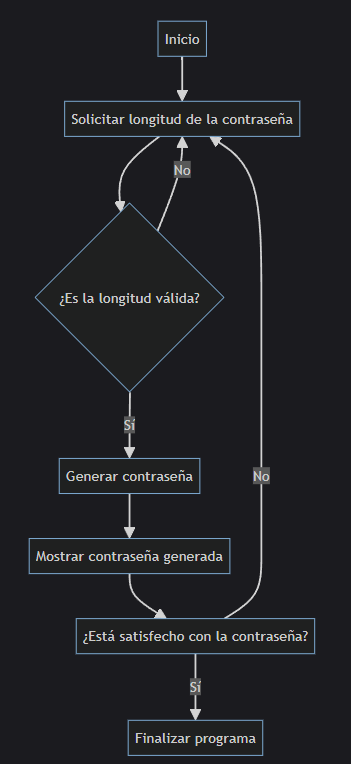 Inicio
Solicitar longitud de la contraseña
No
¿Es la longitud válida?
Sí
Generar contraseña
No
Mostrar contraseña generada
¿Está satisfecho con la contraseña?
Sí
Finalizar programa